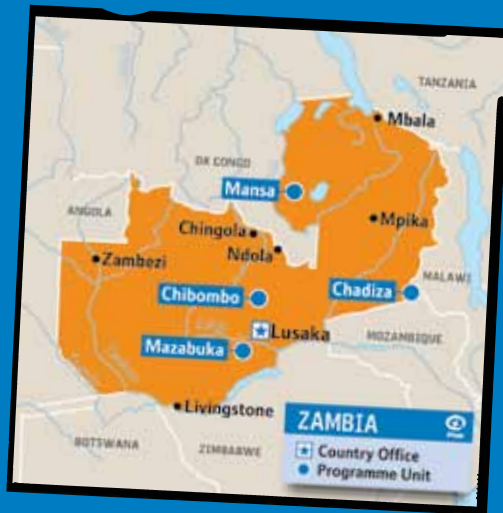 TANZANIA
Mbala
DR CONGO
Mansa
ANGOLA
Mpika
Chingola
Ndola
Zambezi
MALAWI
Chadiza
Chibombo
Lusaka
MOZAMBIQUE
Mazabuka
Livingstone
ZAMBIA
BOTSWANA
ZIMBABWE
Country Office
Programme Unit